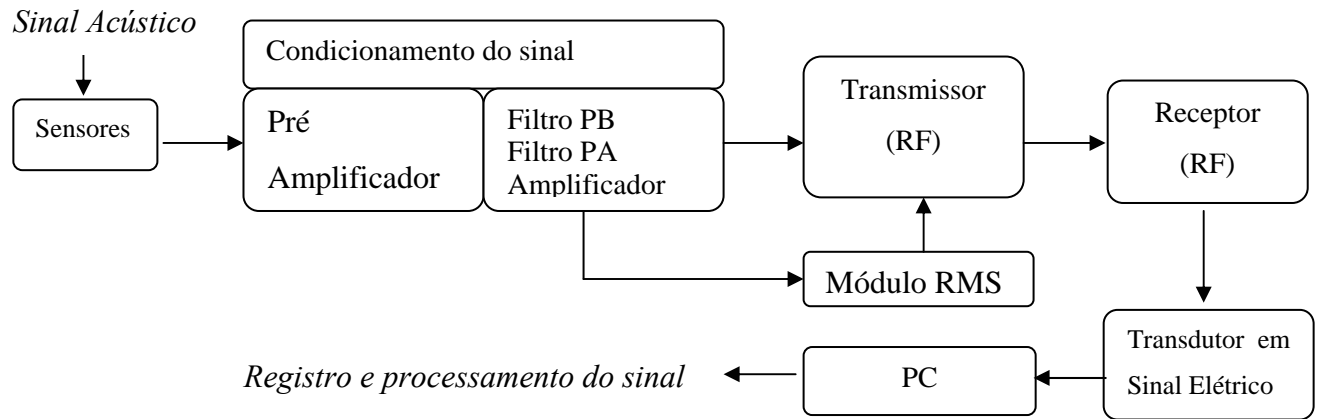 Sinal Acústico
Sensores
Condicionamento do sinal
Pré
Amplificador
Filtro PB
Filtro PA
Amplificador
Transmissor
(RF)
Receptor
(RF)
Módulo RMS
Transdutor em
Sinal Elétrico
PC
Registro e processamento do sinal